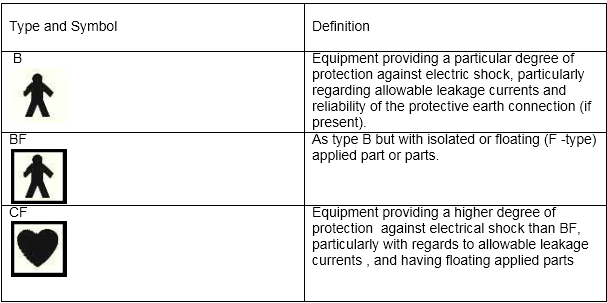 Type and Symbol
Definition
B
Equipment providing a particular degree of
protection against electric shock, particularly
regarding allowable leakage currents and
reliability of the protective earth connection (if
present).
BF
As type B but with isolated or floating (F -type)
applied part or parts.
CF
Equipment providing a higher degree of
protection  against electrical shock than BF,
particularly with regards to allowable leakage
currents , and having floating applied parts